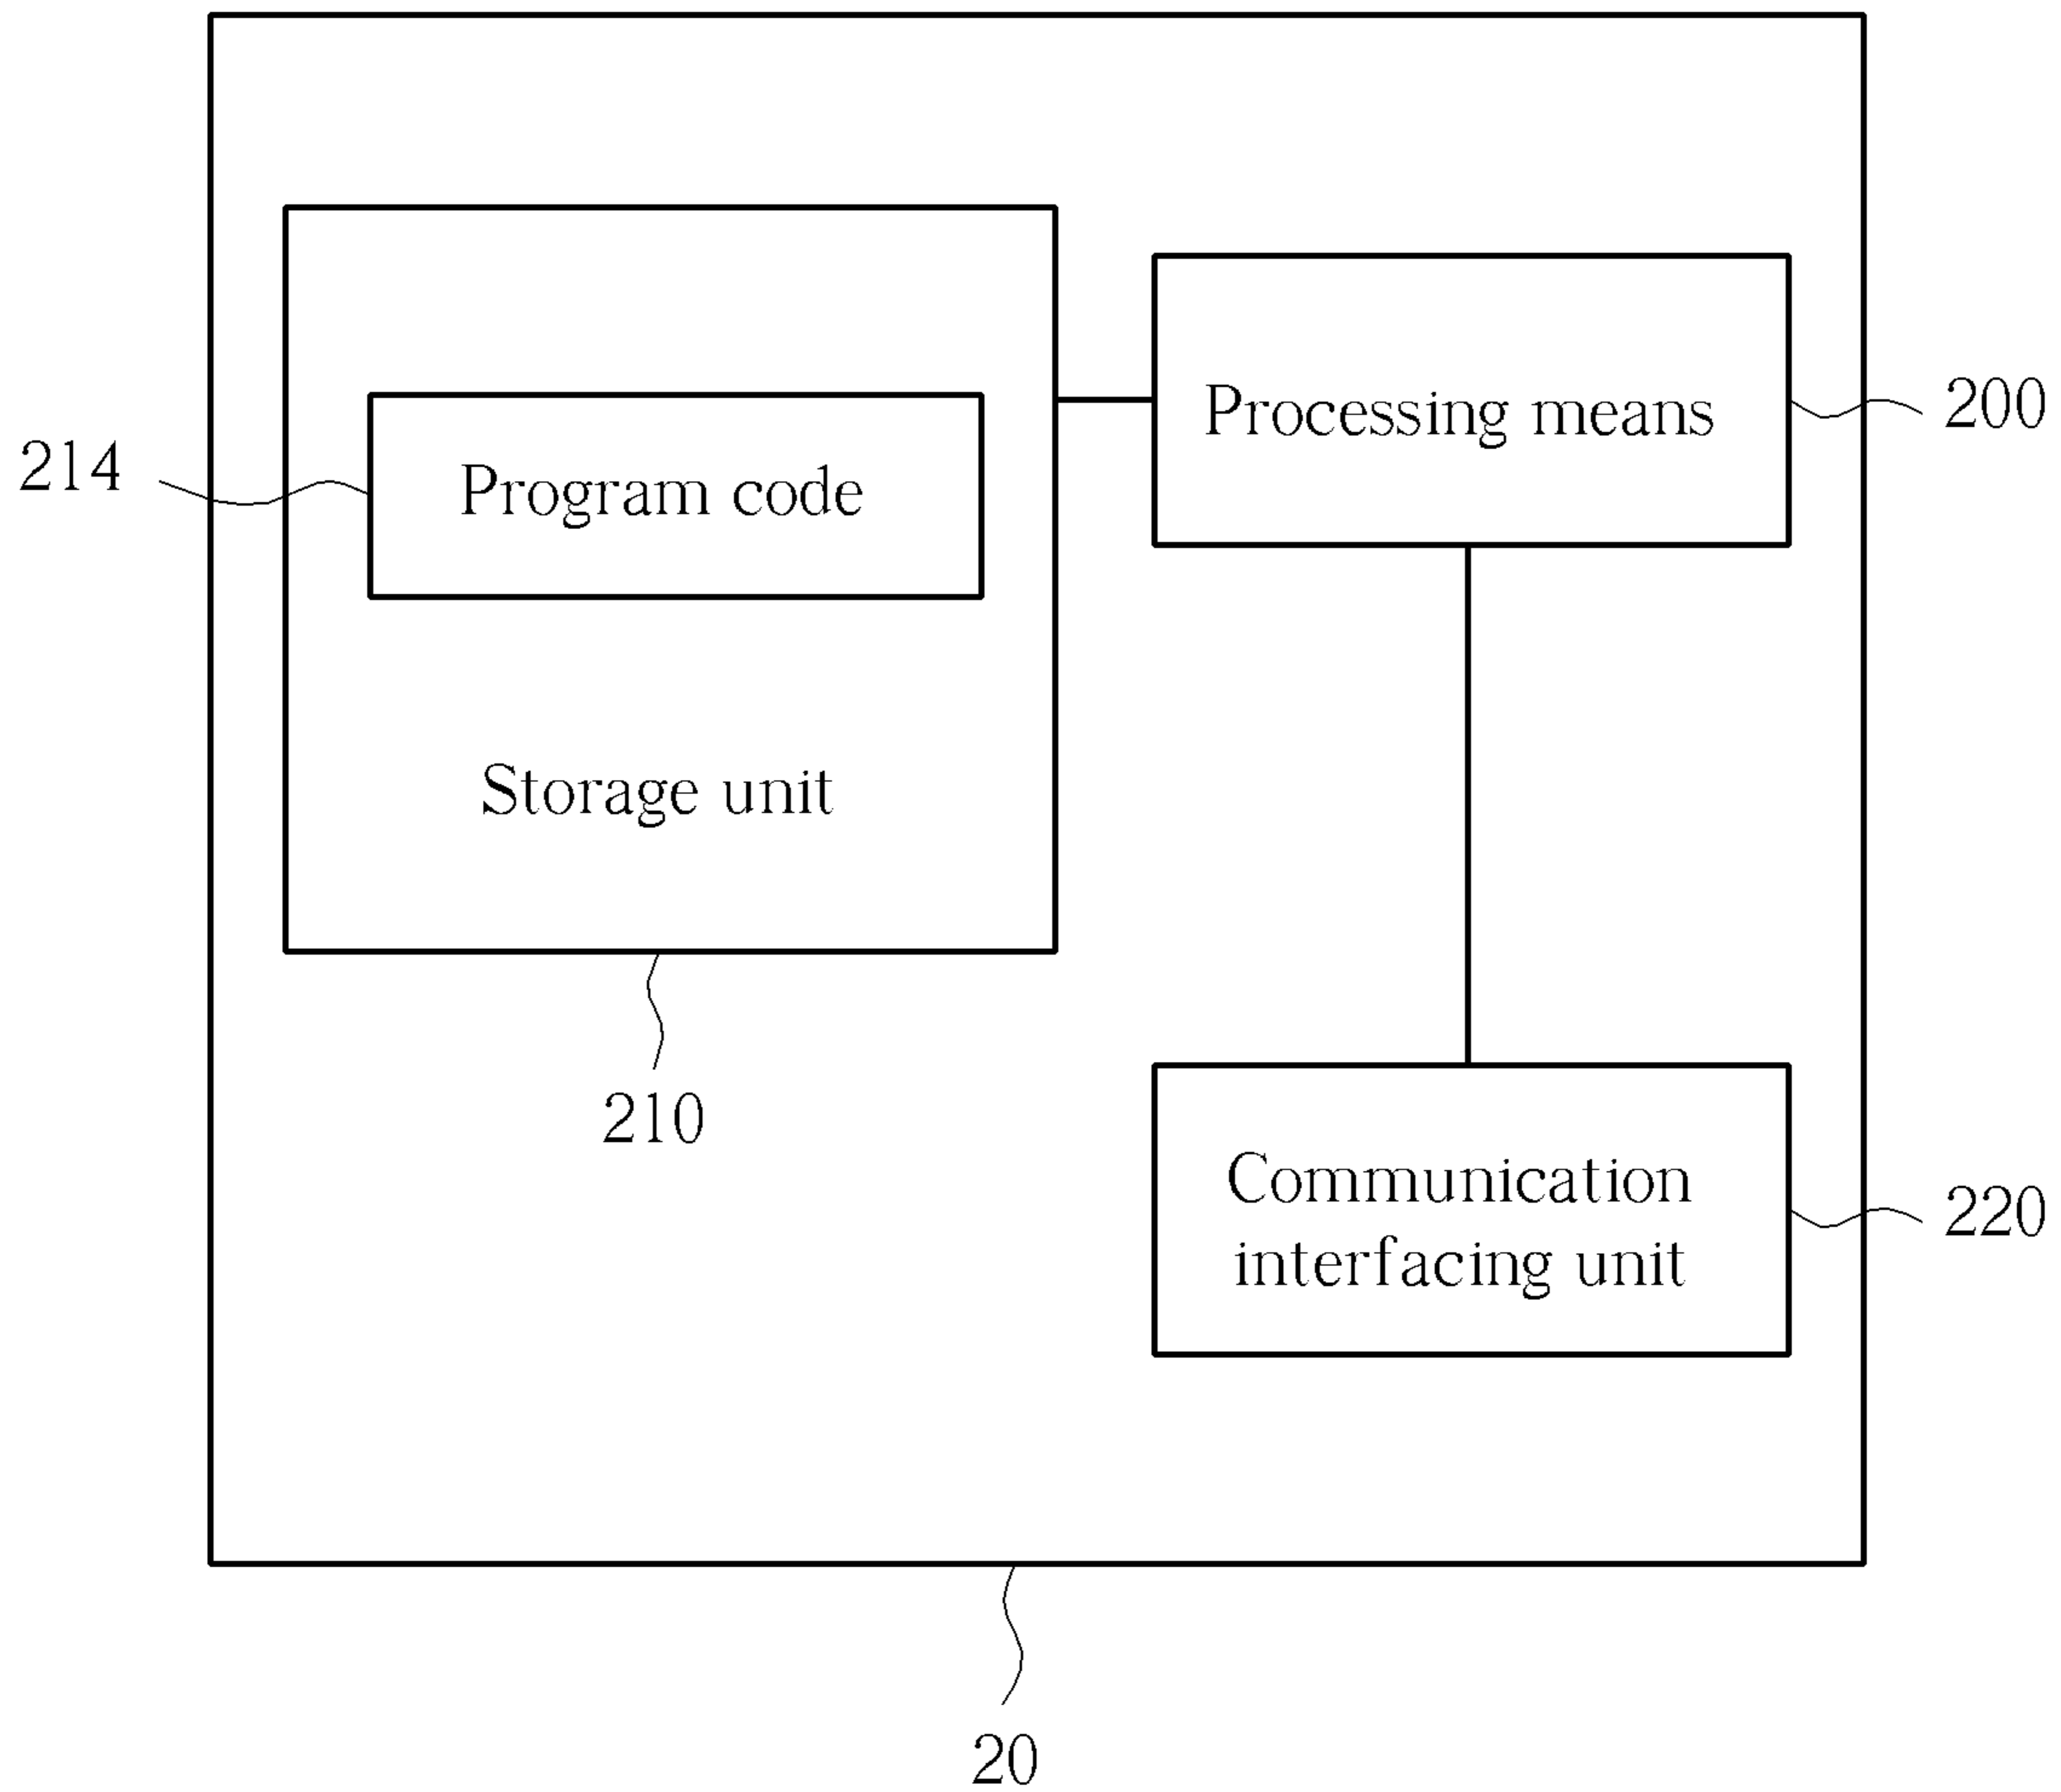 Processing means
200
214
Program code
Storage unit
210
Communication
interfacing unit
220
20